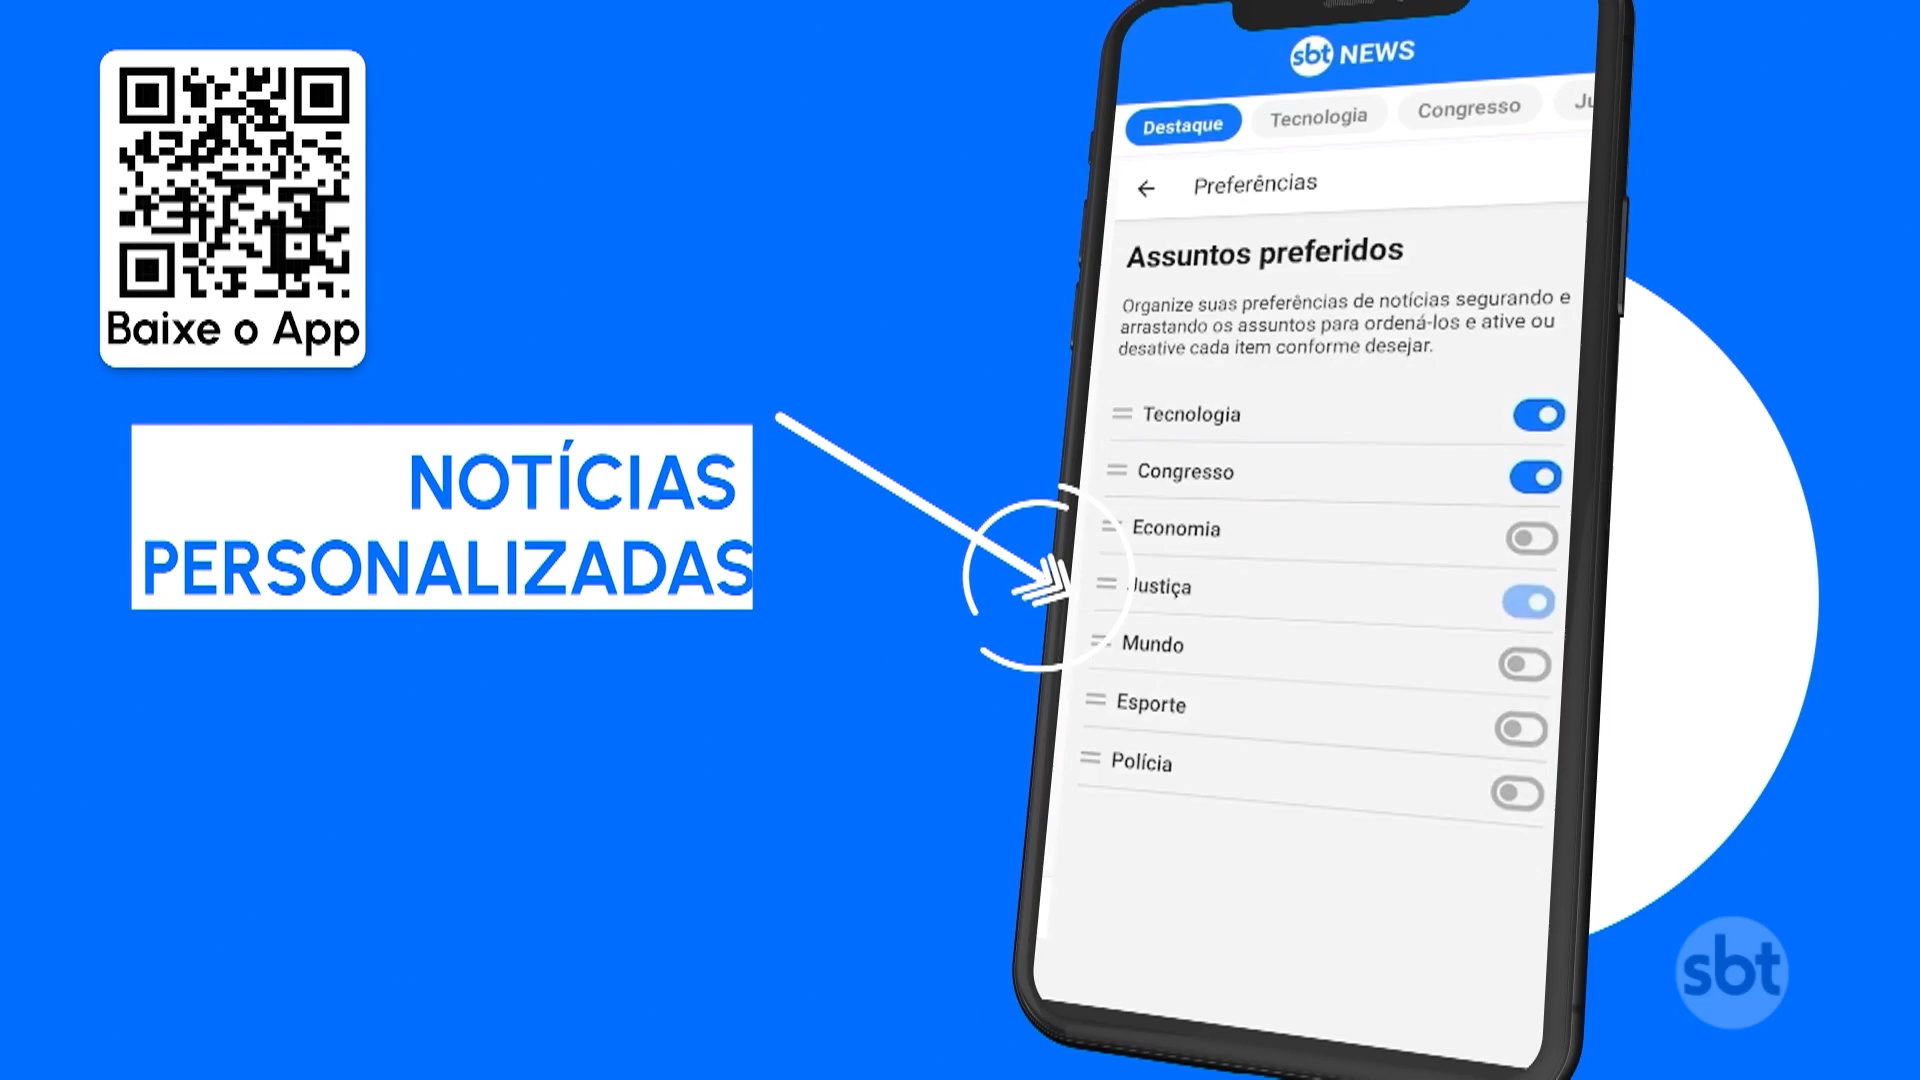 Baixe o App
NOTÍCIAS
PERSONALIZADAS
sbt NEWS
Destaque Tecnologia Congresso
Preferências
Assuntos preferidos
Organize suas preferências de notícias segurando e
arrastando os assuntos para ordená-los e ative ou
desative cada item conforme desejar.
Tecnologia
Congresso
Economia
Justiça
Mundo
Esporte
Polícia
sbt